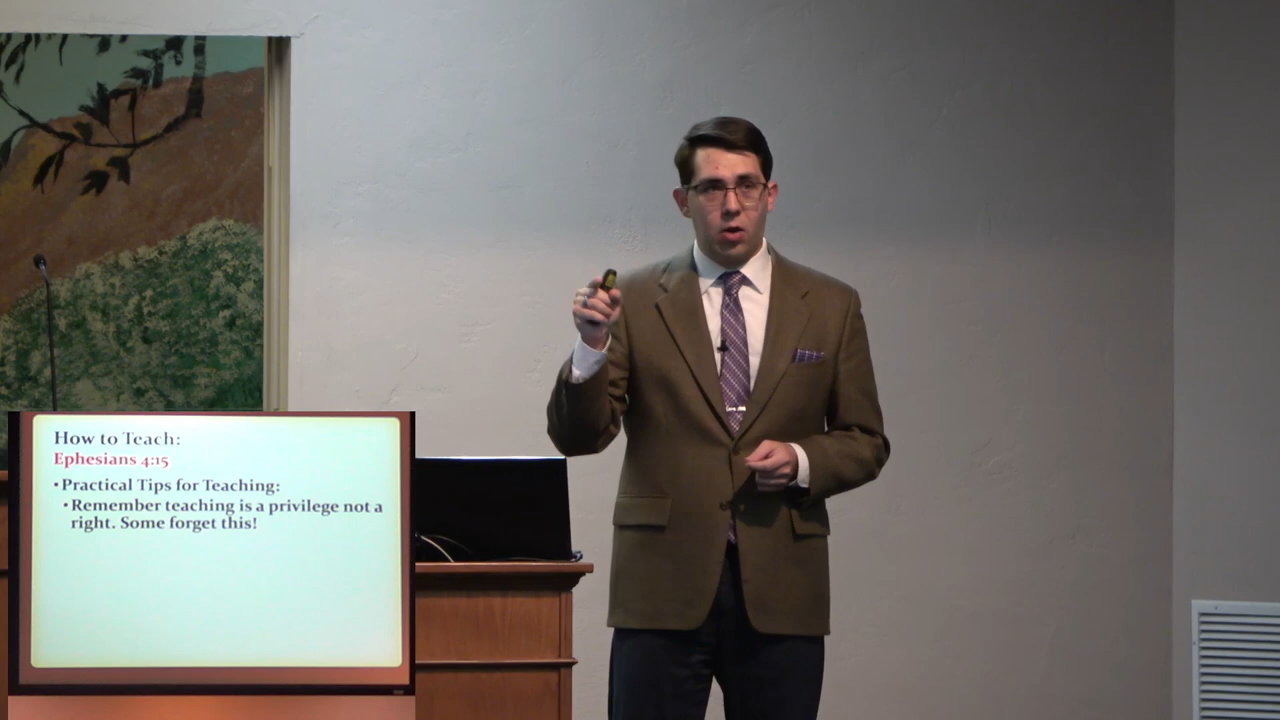 How to Teach:
Ephesians 4:15
• Practical Tips for Teaching:
• Remember teaching is a privilege not a
right. Some forget this!